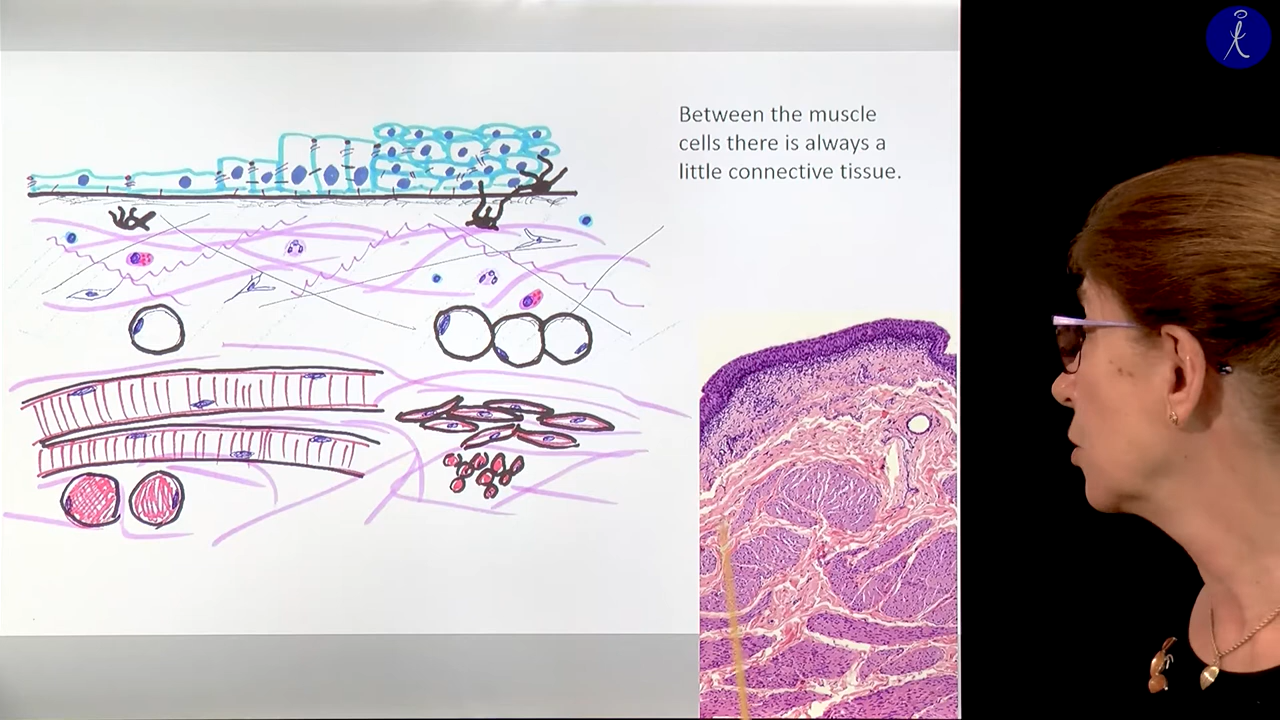 Between the muscle
cells there is always a
little connective tissue.